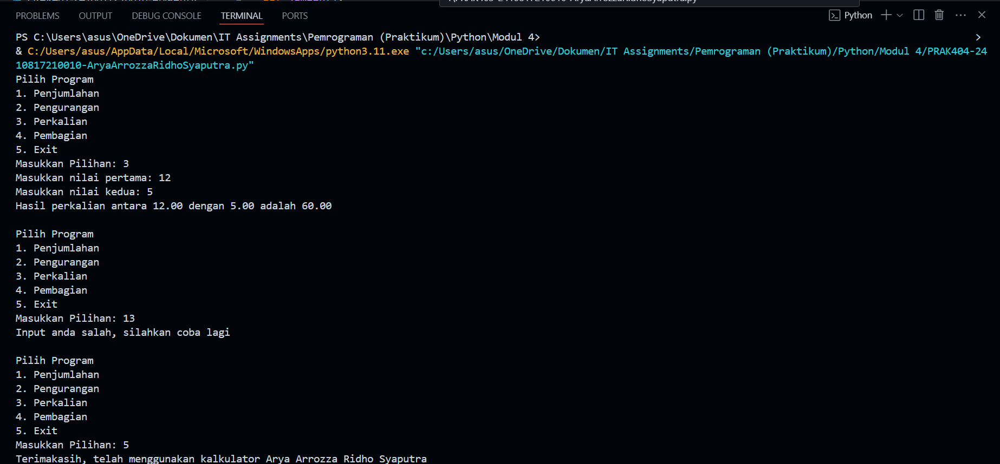 PROBLEMS OUTPUT DEBUG CONSOLE TERMINAL PORTS Python
PS C:\Users\asus\OneDrive\Dokumen\IT Assignments\Pemrograman (Praktikum)\Python\Modul 4>
& C:/Users/asus/AppData/Local/Microsoft/WindowsApps/python3.11.exe "c:/Users/asus/OneDrive/Dokumen/IT Assignments/Pemrograman (Praktikum)/Python/Modul 4/PRAK404-24
10817210010-AryaArrozzaRidhoSyaputra.py"
Pilih Program
1. Penjumlahan
2. Pengurangan
3. Perkalian
4. Pembagian
5. Exit
Masukkan Pilihan: 3
Masukkan nilai pertama: 12
Masukkan nilai kedua: 5
Hasil perkalian antara 12.00 dengan 5.00 adalah 60.00
Pilih Program
1. Penjumlahan
2. Pengurangan
3. Perkalian
4. Pembagian
5. Exit
Masukkan Pilihan: 13
Input anda salah, silahkan coba lagi
Pilih Program
1. Penjumlahan
2. Pengurangan
3. Perkalian
4. Pembagian
5. Exit
Masukkan Pilihan: 5
Terimakasih, telah menggunakan kalkulator Arya Arrozza Ridho Syaputra